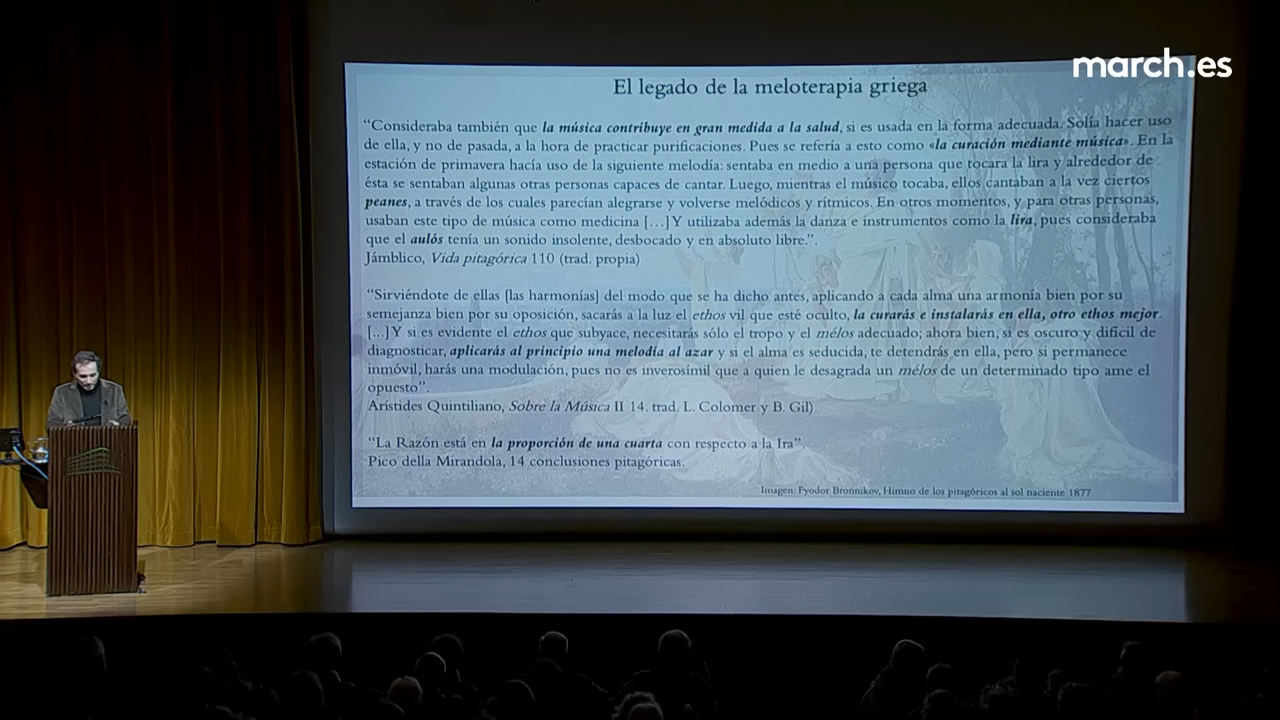 march.es
El legado de la meloterapia griega
“Consideraba también que la música contribuye en gran medida a la salud, si es usada en la forma adecuada. Solía hacer uso
de ella, y no de pasada, a la hora de practicar purificaciones. Pues se refería a esto como «la curación mediante música». En la
estación de primavera hacía uso de la siguiente melodía: sentaba en medio a una persona que tocara la lira y alrededor de
ésta se sentaban algunas otras personas capaces de cantar. Luego, mientras el músico tocaba, ellos cantaban a la vez ciertos
peanes, a través de los cuales parecían alegrarse y volverse melódicos y rítmicos. En otros momentos, y para otras personas,
usaban este tipo de música como medicina […] Y utilizaba además la danza e instrumentos como la lira, pues consideraba
que el aulós tenía un sonido insolente, desbocado y en absoluto libre.”.
Jámblico, Vida pitagórica 110 (trad. propia)
“Sirviéndote de ellas [las harmonías] del modo que se ha dicho antes, aplicando a cada alma una armonía bien por su
semejanza bien por su oposición, sacarás a la luz el ethos vil que esté oculto, la curarás e instalarás en ella, otro ethos mejor.
[…] Y si es evidente el ethos que subyace, necesitarás sólo el tropo y el mélos adecuado; ahora bien, si es oscuro y difícil de
diagnosticar, aplicarás al principio una melodía al azar y si el alma es seducida, te detendrás en ella, pero si permanece
inmóvil, harás una modulación, pues no es inverosímil que a quien le desagrada un mélos de un determinado tipo ame el
opuesto”.
Arístides Quintiliano, Sobre la Música II 14. trad. L. Colomer y B. Gil)
“La Razón está en la proporción de una cuarta con respecto a la Ira”.
Pico della Mirandola, 14 conclusiones pitagóricas.
Imagen: Fyodor Bronnikov, Himno de los pitagóricos al sol naciente 1877